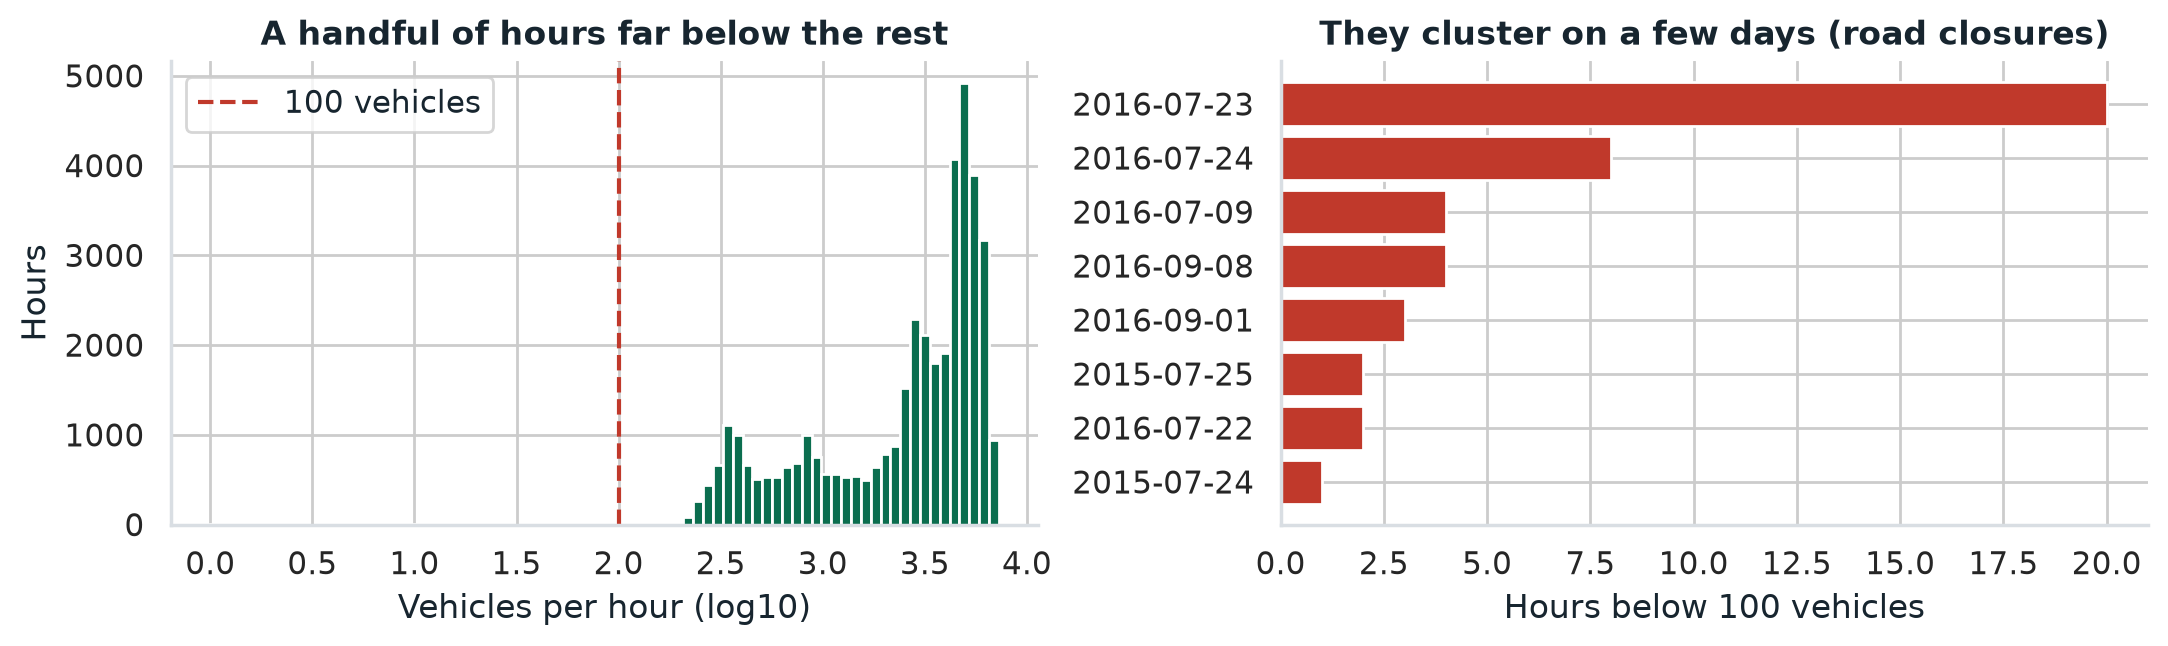 A handful of hours far below the rest
5000
4000
3000
2000
1000
0
Hours
100 vehicles
0.0 0.5 1.0 1.5 2.0 2.5 3.0 3.5 4.0
Vehicles per hour (log10)
They cluster on a few days (road closures)
2016-07-23
2016-07-24
2016-07-09
2016-09-08
2016-09-01
2015-07-25
2016-07-22
2015-07-24
0.0 2.5 5.0 7.5 10.0 12.5 15.0 17.5 20.0
Hours below 100 vehicles